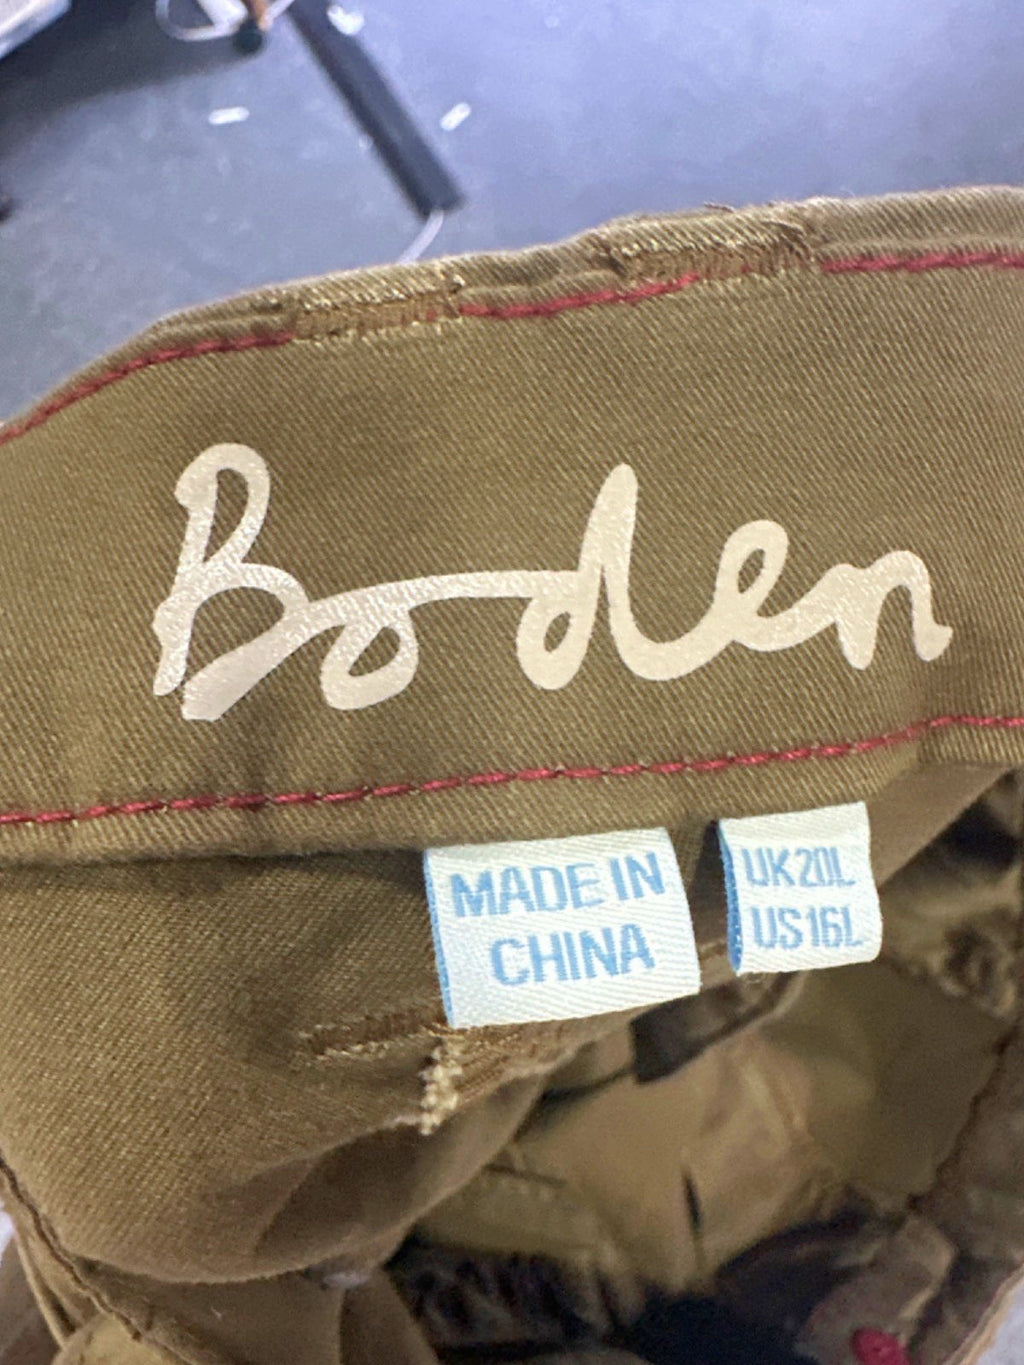 Boden
MADE IN
CHINA
UK20L
US16L